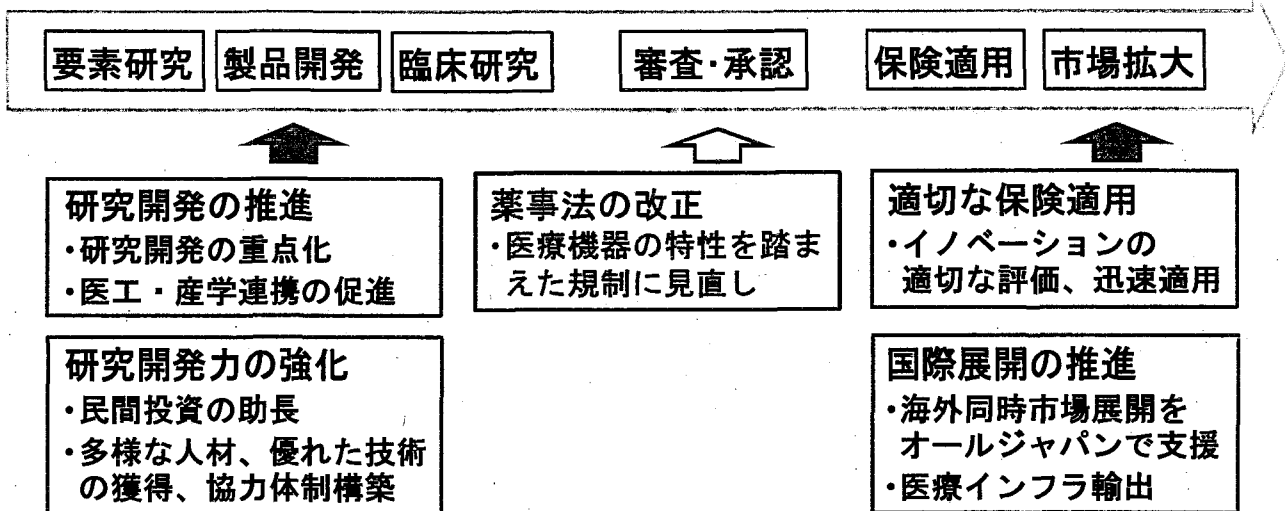 要素研究 製品開発 臨床研究 審査・承認 保険適用 市場拡大
研究開発の推進
・研究開発の重点化
・医工・産学連携の促進
研究開発力の強化
・民間投資の助長
・多様な人材、優れた技術
の獲得、協力体制構築
薬事法の改正
・医療機器の特性を踏ま
えた規制に見直し
適切な保険適用
・イノベーションの
適切な評価、迅速適用
国際展開の推進
・海外同時市場展開を
オールジャパンで支援
・医療インフラ輸出